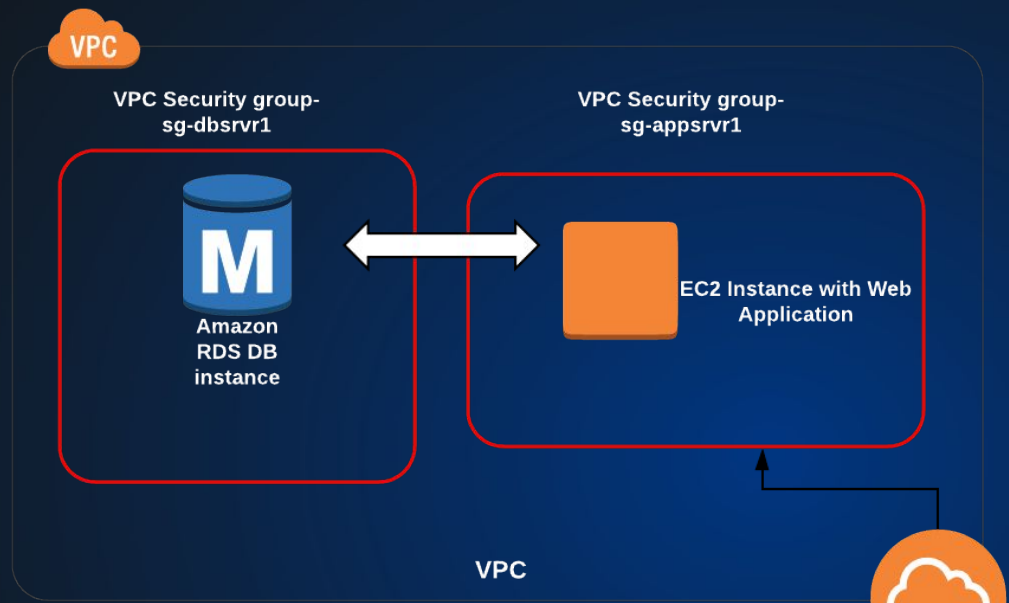 VPC
VPC Security group-
sg-dbsrvr1
VPC Security group-
sg-appsrvr1
M
Amazon
RDS DB
instance
EC2 Instance with Web
Application
VPC